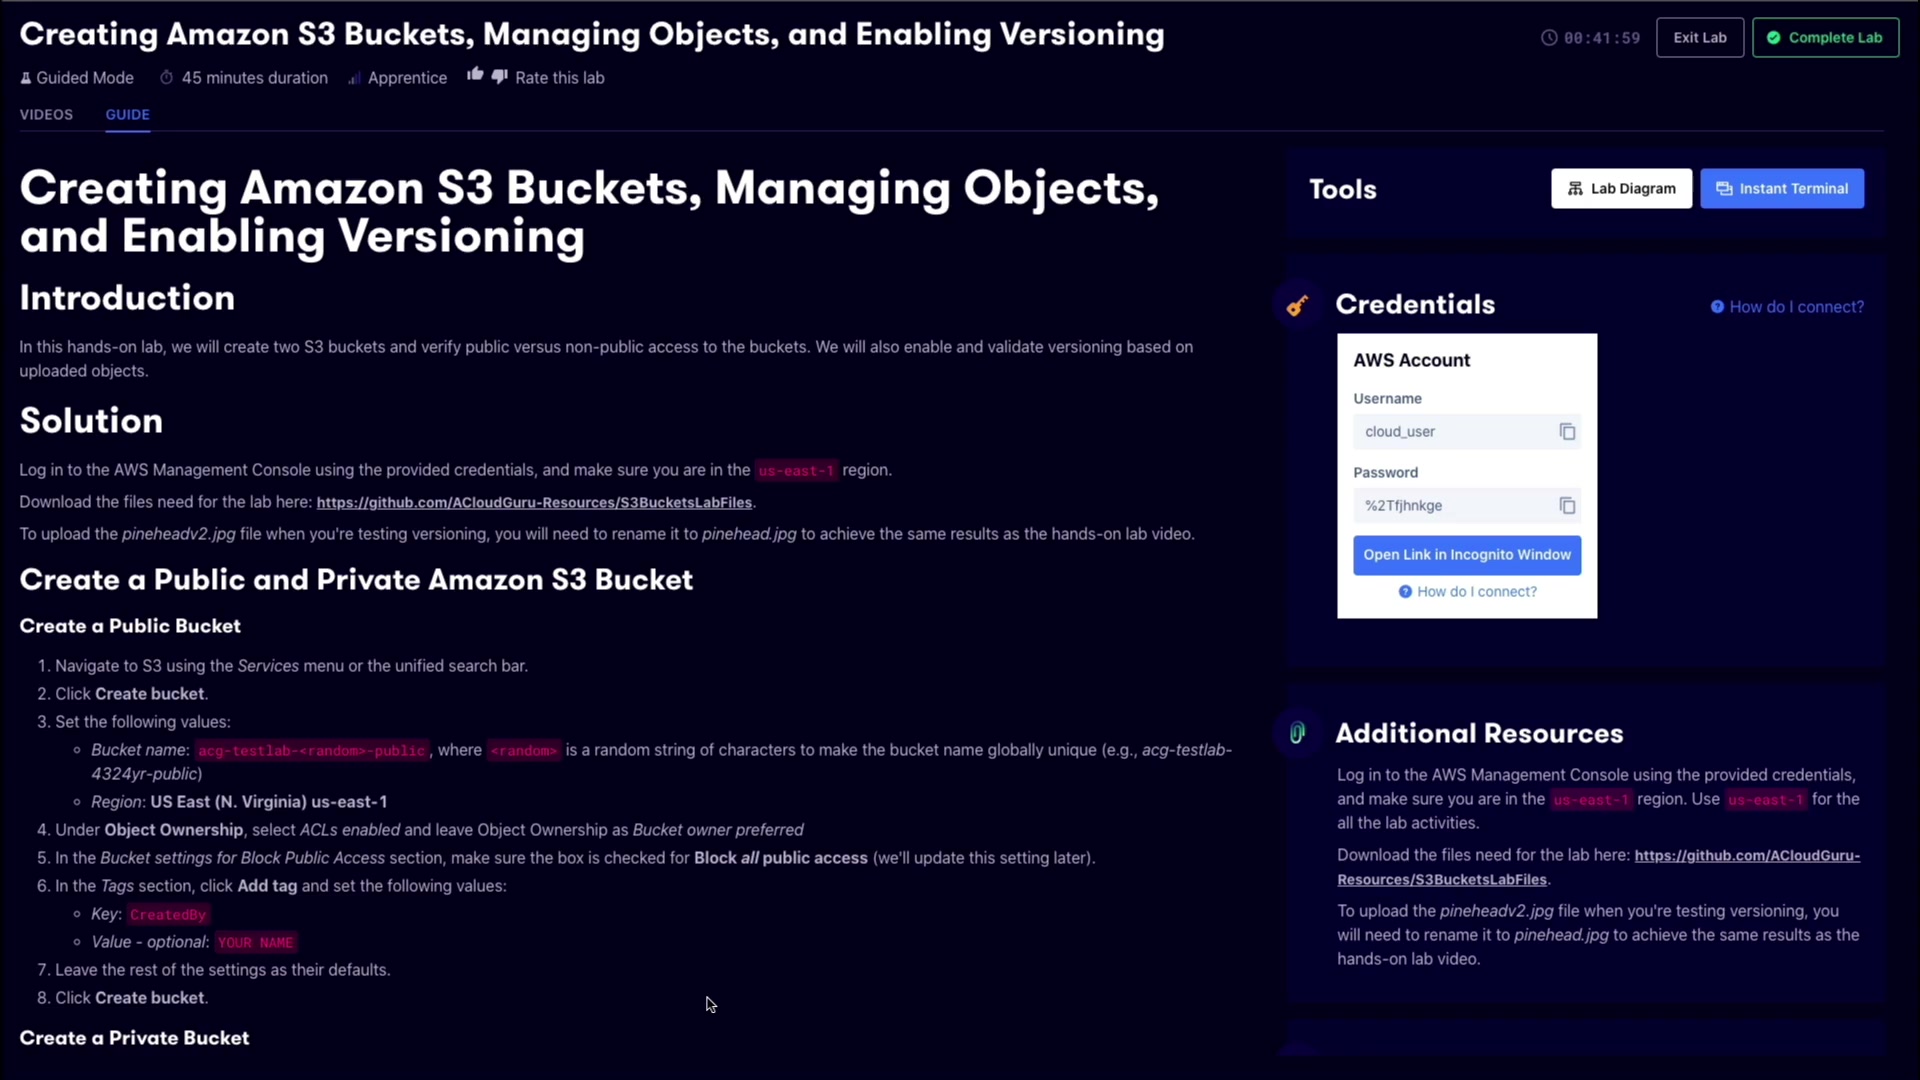 Creating Amazon S3 Buckets, Managing Objects, and Enabling Versioning
00:41:59
Exit Lab
Complete Lab
Guided Mode
45 minutes duration
Apprentice
Rate this lab
VIDEOS
GUIDE
Creating Amazon S3 Buckets, Managing Objects,
and Enabling Versioning
Introduction
In this hands-on lab, we will create two S3 buckets and verify public versus non-public access to the buckets. We will also enable and validate versioning based on
uploaded objects.
Solution
Log in to the AWS Management Console using the provided credentials, and make sure you are in the us-east-1 region.
Download the files need for the lab here: https://github.com/ACloudGuru-Resources/S3BucketsLabFiles.
To upload the pineheadv2.jpg file when you're testing versioning, you will need to rename it to pinehead.jpg to achieve the same results as the hands-on lab video.
Create a Public and Private Amazon S3 Bucket
Create a Public Bucket
1. Navigate to S3 using the Services menu or the unified search bar.
2. Click Create bucket.
3. Set the following values:
Bucket name: acg-testlab-<random>-public, where <random> is a random string of characters to make the bucket name globally unique (e.g., acg-testlab-
4324yr-public)
Region: US East (N. Virginia) us-east-1
4. Under Object Ownership, select ACLs enabled and leave Object Ownership as Bucket owner preferred
5. In the Bucket settings for Block Public Access section, make sure the box is checked for Block all public access (we'll update this setting later).
6. In the Tags section, click Add tag and set the following values:
Key: CreatedBy
Value - optional: YOUR NAME
7. Leave the rest of the settings as their defaults.
8. Click Create bucket.
Create a Private Bucket
Tools
Lab Diagram
Instant Terminal
Credentials
How do I connect?
AWS Account
Username
cloud_user
Password
%2Tfjhnkge
Open Link in Incognito Window
How do I connect?
Additional Resources
Log in to the AWS Management Console using the provided credentials,
and make sure you are in the us-east-1 region. Use us-east-1 for the
all the lab activities.
Download the files need for the lab here: https://github.com/ACloudGuru-
Resources/S3BucketsLabFiles.
To upload the pineheadv2.jpg file when you're testing versioning, you
will need to rename it to pinehead.jpg to achieve the same results as the
hands-on lab video.